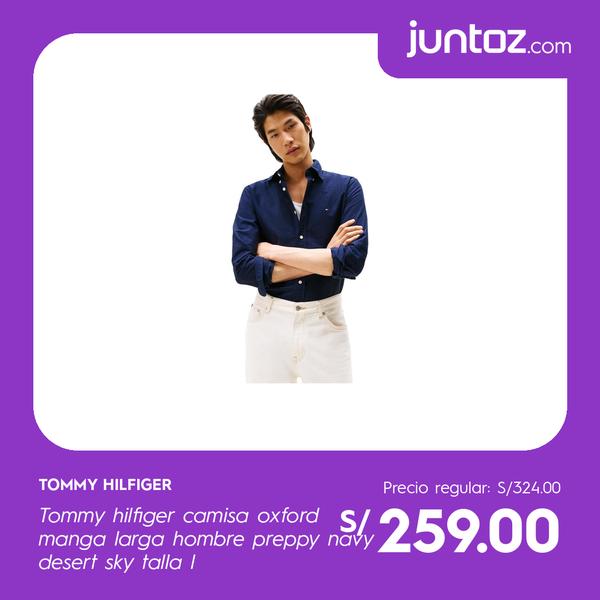 juntoz.com
TOMMY HILFIGER
Precio regular: S/324.00
Tommy hilfiger camisa oxford
manga larga hombre preppy navy
desert sky talla l
S/259.00